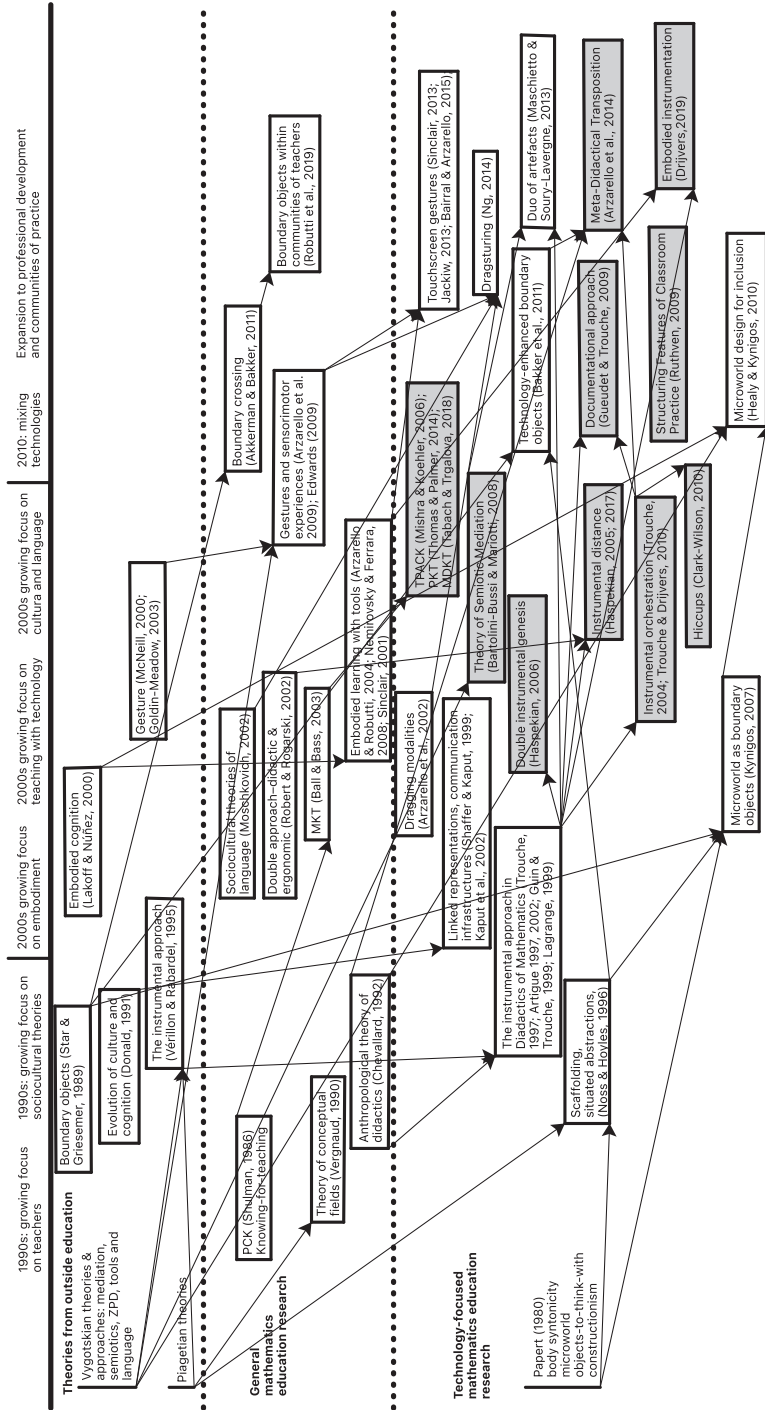 1990s: growing focus
on teachers
1990s: growing focus on
sociocultural theories
2000s growing focus
on embodiment
2000s growing focus on
teaching with technology
2000s growing focus on
cultura and language
2010: mixing
technologies
Expansion to professional development
and communities of practice
Theories from outside education
Vygotskian theories &
approaches: mediation,
semiotics, ZPD, tools and
language
Piagetian theories
Boundary objects (Star &
Griesemer, 1989)
Evolution of culture and
cognition (Donald, 1991)
The instrumental approach
(Vérillon & Rabardel, 1995)
Embodied cognition
(Lakoff & Núñez, 2000)
Gesture (McNeill, 2000;
Goldin-Meadow, 2003)
General
mathematics
education research
PCK (Shulman, 1986)
Knowing-for-teaching
Theory of conceptual
fields (Vergnaud, 1990)
Anthropological theory of
didactics (Chevallard, 1992)
Sociocultural theories of
language (Moschkovich, 2002)
Double approach–didactic &
ergonomic (Robert & Rogarski, 2002)
MKT (Ball & Bass, 2003)
Embodied learning with tools (Arzarello
& Robutti, 2004; Nemirovsky & Ferrara,
2008; Sinclair, 2001)
Boundary crossing
(Akkerman & Bakker, 2011)
Gestures and sensorimotor
experiences (Arzarello et al.
2009); Edwards (2009)
Boundary objects within
communities of teachers
(Robutti et al., 2019)
Technology-focused
mathematics education
research
Papert (1980)
body syntonicity
microworld
objects-to-think–with
constructionism
Dragging modalities
(Arzarello et al., 2002)
Linked representations, communication
infrastructures (Shaffer & Kaput, 1999;
Kaput et al., 2002)
The instrumental approach in
Diadactics of Mathematics (Trouche,
1997; Artigue 1997, 2002; Guin &
Trouche, 1999; Lagrange, 1999)
Scaffolding,
situated abstractions,
(Noss & Hoyles, 1996)
TPACK (Mishra & Koehler, 2006);
PKT (Thomas & Palmer, 2014);
MDKT (Tabach & Trgalova, 2018)
Theory of Semiotic Mediation
(Bartolini-Bussi & Mariotti, 2008)
Double instrumental genesis
(Haspekian, 2006)
Instrumental distance
(Haspekian, 2005; 2017)
Instrumental orchestration (Trouche,
2004; Trouche & Drijvers, 2010)
Hiccups (Clark-Wilson, 2010)
Microworld as boundary
objects (Kynigos, 2007)
Touchscreen gestures (Sinclair, 2013;
Jackiw, 2013; Bairral & Arzarello, 2015)
Dragsturing (Ng, 2014)
Duo of artefacts (Maschietto &
Soury-Lavergne, 2013)
Technology-enhanced boundary
objects (Bakker et al., 2011)
Meta-Didactical Transposition
(Arzarello et al., 2014)
Documentational approach
(Gueudet & Trouche, 2009)
Embodied instrumentation
(Drijvers,2019)
Structuring Features of Classroom
Practice (Ruthven, 2009)
Microworld design for inclusion
(Healy & Kynigos, 2010)